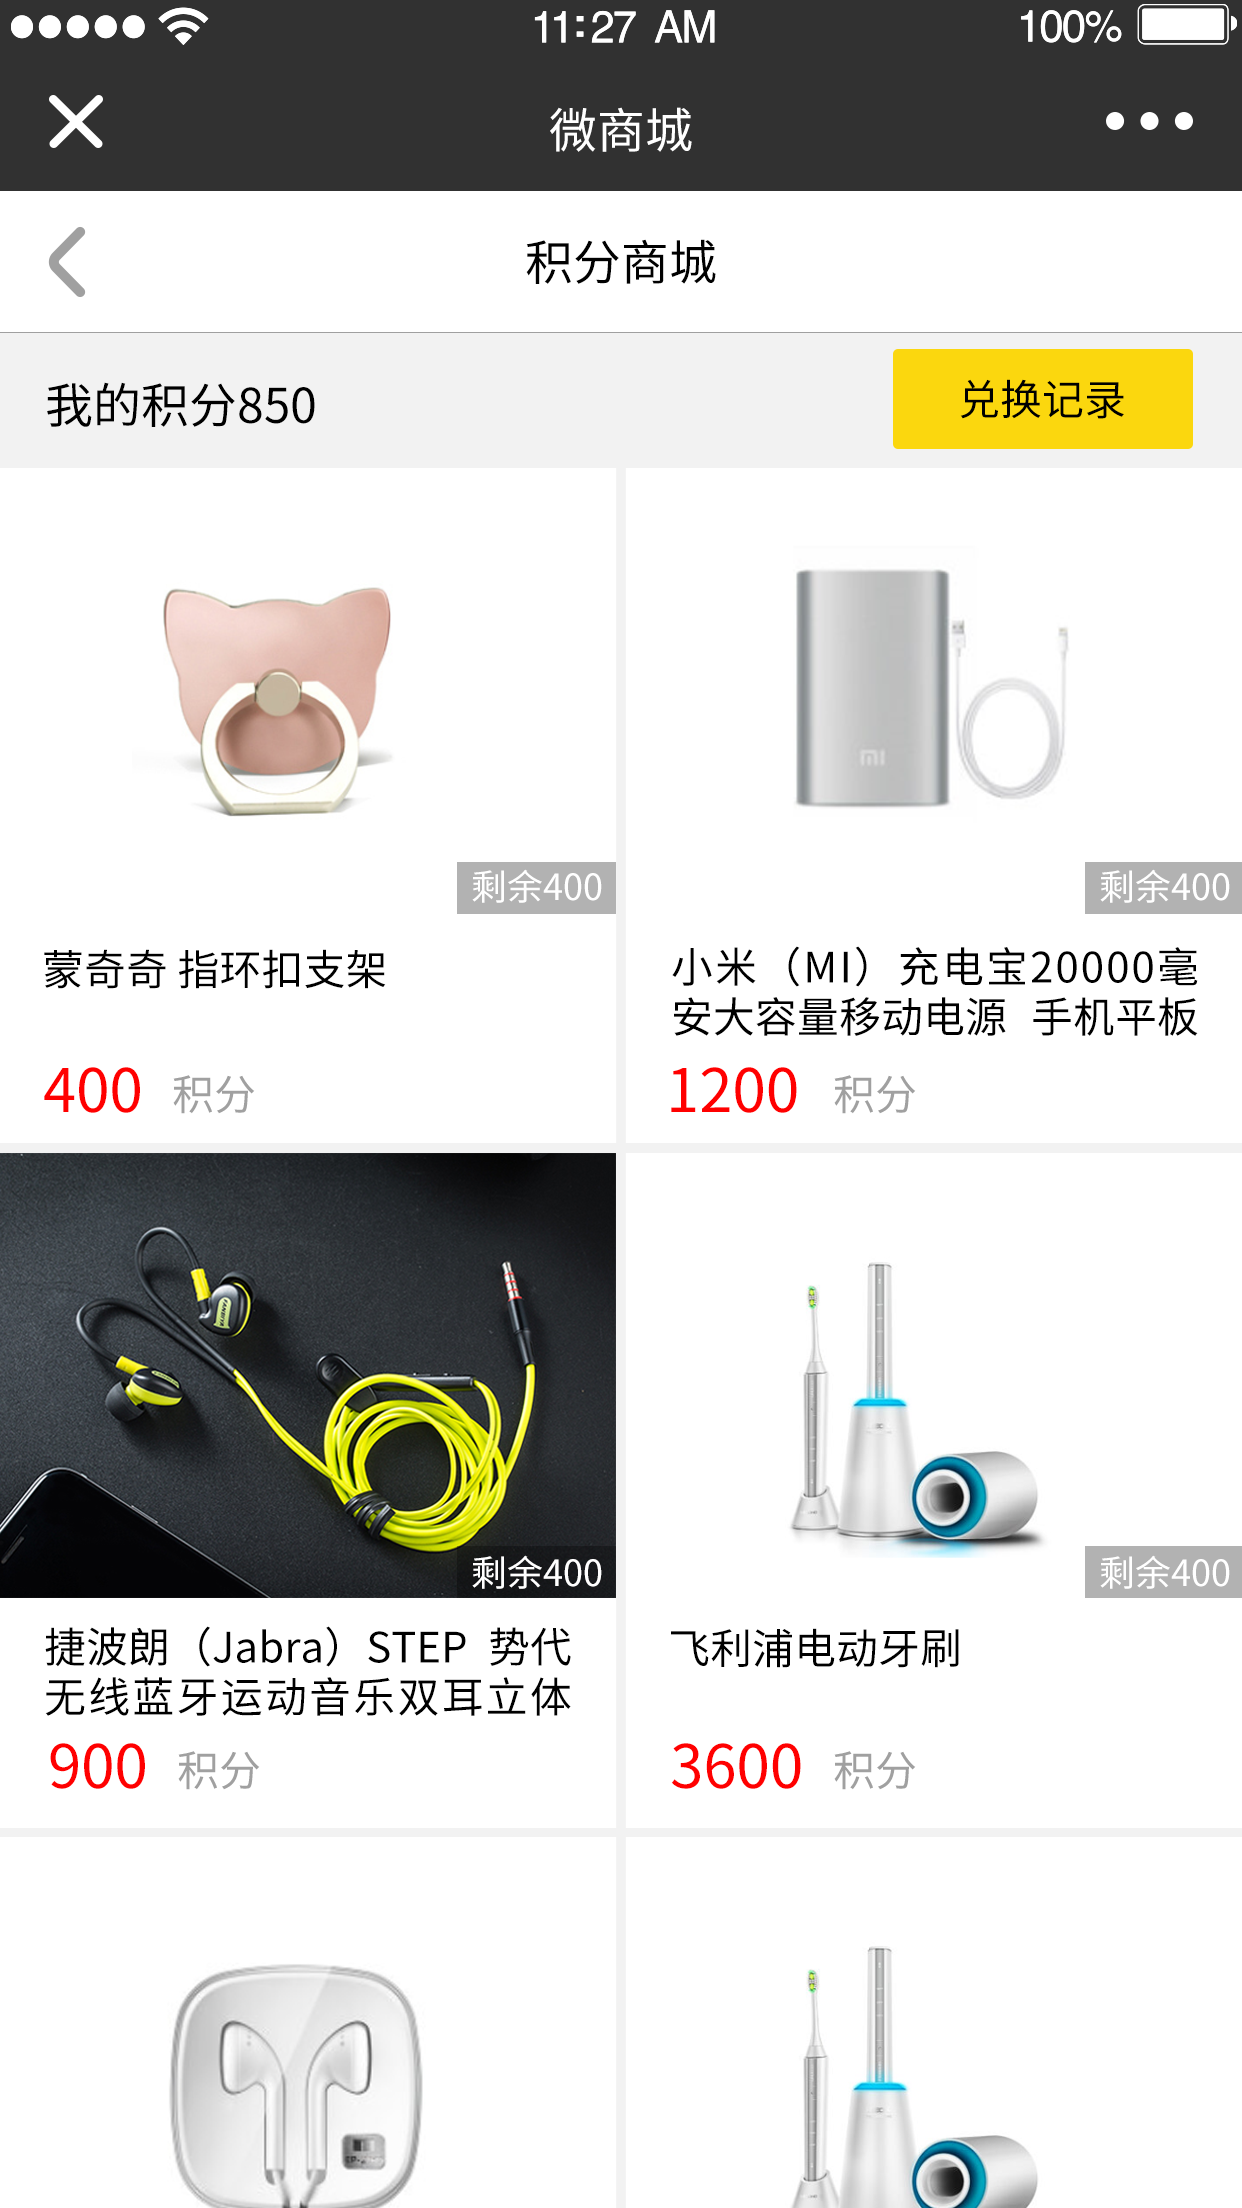 11:27 AM
100%
微商城
积分商城
我的积分850
兑换记录
mi
剩余400
剩余400
蒙奇奇 指环扣支架
小米（MI）充电宝20000毫
安大容量移动电源 手机平板
400 积分
1200 积分
剩余400
剩余400
捷波朗（Jabra）STEP 势代
无线蓝牙运动音乐双耳立体
飞利浦电动牙刷
900 积分
3600 积分